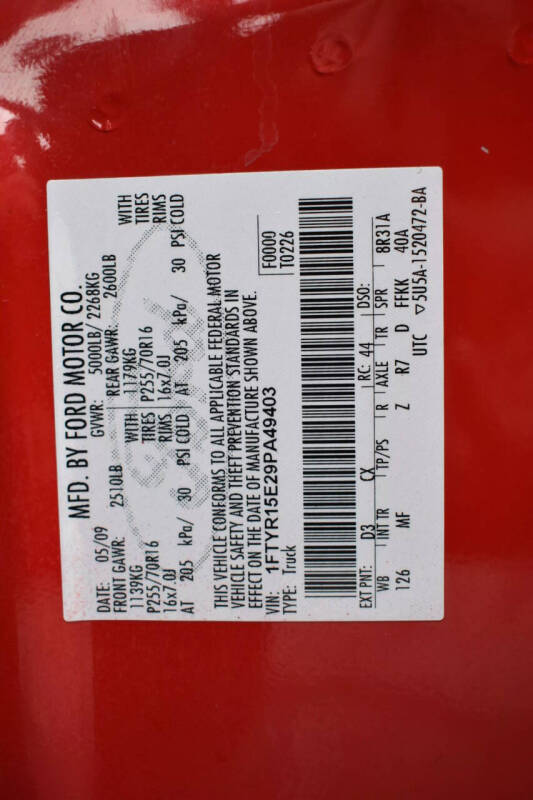 MFD. BY FORD MOTOR CO.
DATE: 05/09 GVWR: 5000LB/ 2268KG
FRONT GAWR: 2510LB REAR GAWR: 2600LB
1139KG WITH 1179KG WITH
P255/70R16 TIRES P255/70R16 TIRES
16x7.0J RIMS 16x7.0J RIMS
AT 205 kPa/ 30 PSI COLD AT 205 kPa/ 30 PSI COLD
THIS VEHICLE CONFORMS TO ALL APPLICABLE FEDERAL MOTOR
VEHICLE SAFETY AND THEFT PREVENTION STANDARDS IN
EFFECT ON THE DATE OF MANUFACTURE SHOWN ABOVE.
VIN: 1FTYR15E29PA49403 F0000
TYPE: Truck T0226
EXT PNT: D3 CX RC: 44 DSO:
WB INT TR TP/PS R AXLE TR SPR 8R31A
126 MF Z R7 D FFKK 40A
UTC ▽5U5A-1520472-BA